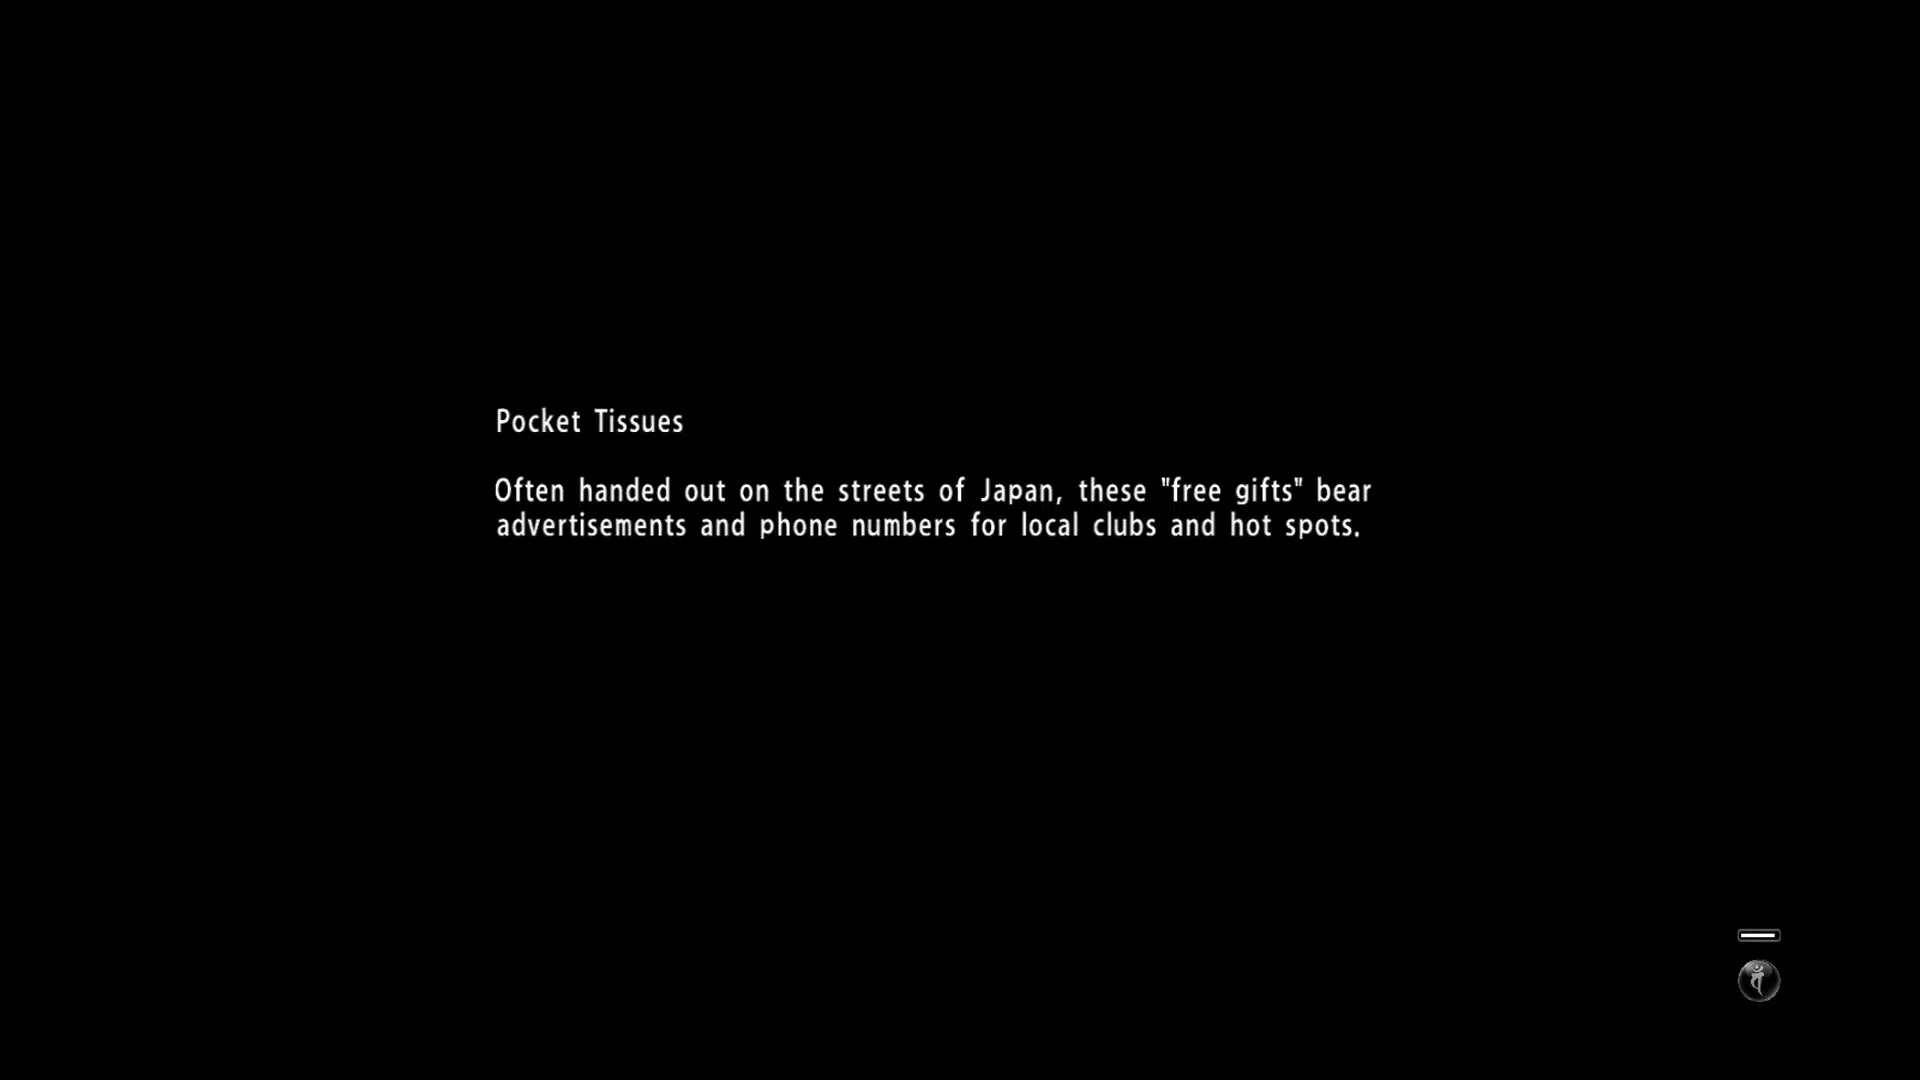 Pocket Tissues
Often handed out on the streets of Japan, these "free gifts" bear
advertisements and phone numbers for local clubs and hot spots.